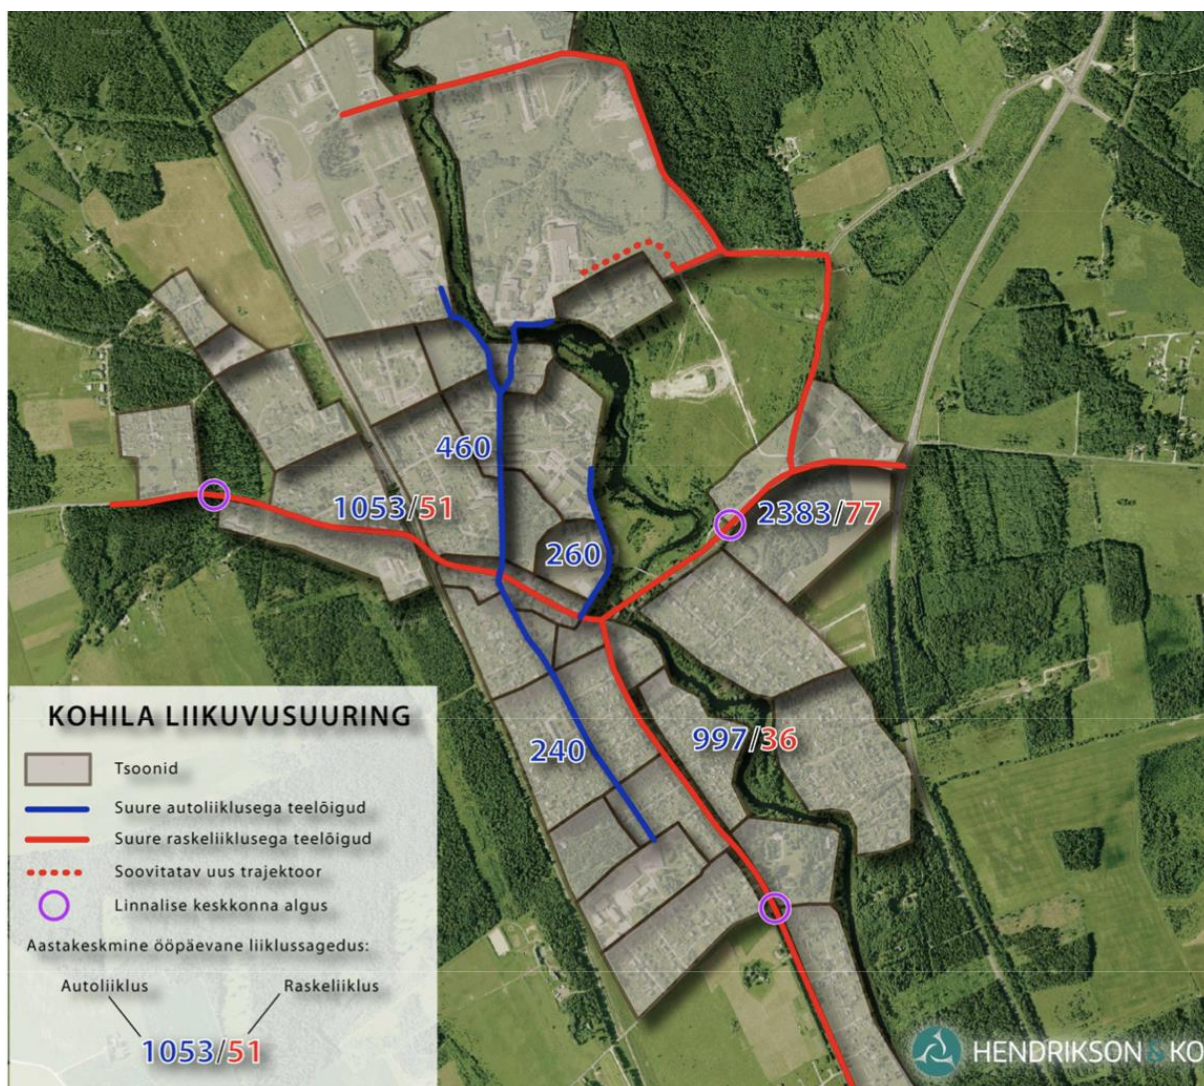 460
1053/51
2383/77
260
997/36
240
KOHILA LIIKUVUSUURING
Tsoonid
Suure autoliiklusega teelõigud
Suure raskeliiklusega teelõigud
Soovitatav uus trajektoor
Linnalise keskkonna algus
Aastakeskmine ööpäevane liiklussagedus:
Autoliiklus Raskeliiklus
1053/51
HENDRIKSON & KO